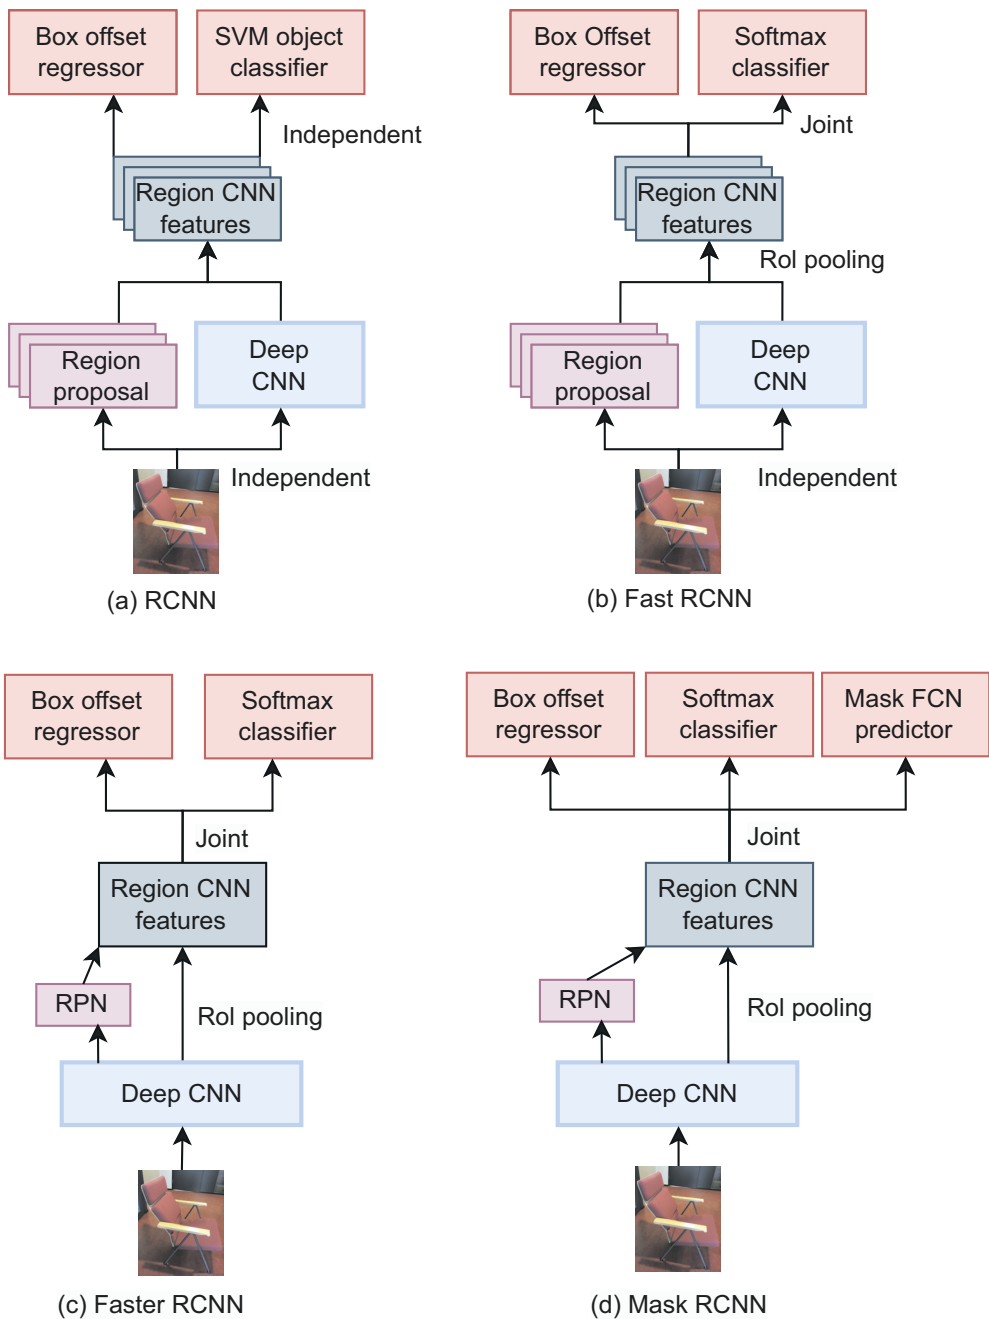 Box offset
regressor
SVM object
classifier
Independent
Region CNN
features
Region
proposal
Deep
CNN
Independent
(a) RCNN
Box Offset
regressor
Softmax
classifier
Joint
Region CNN
features
RoI pooling
Region
proposal
Deep
CNN
Independent
(b) Fast RCNN
Box offset
regressor
Softmax
classifier
Joint
Region CNN
features
RPN
RoI pooling
Deep CNN
(c) Faster RCNN
Box offset
regressor
Softmax
classifier
Mask FCN
predictor
Joint
Region CNN
features
RPN
RoI pooling
Deep CNN
(d) Mask RCNN